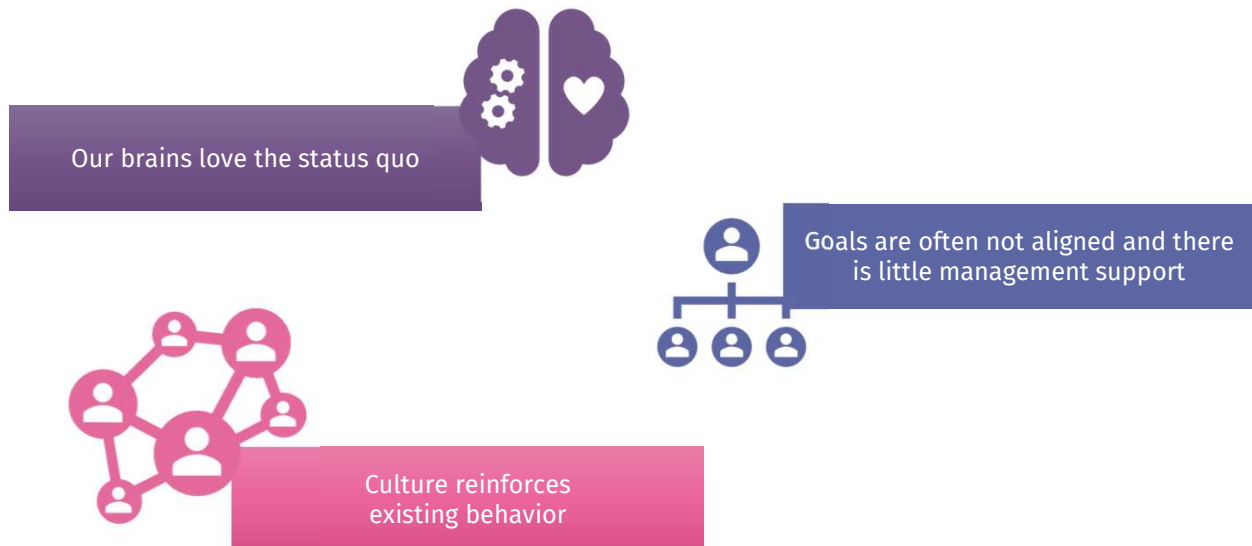 Our brains love the status quo
Goals are often not aligned and there
is little management support
Culture reinforces
existing behavior